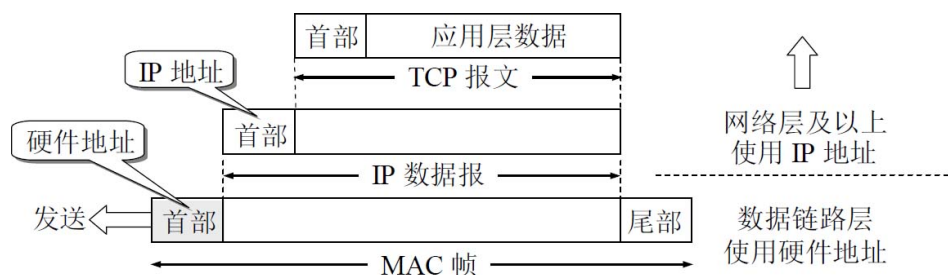 首部 应用层数据
TCP 报文
IP 地址
首部
硬件地址
IP 数据报
网络层及以上
使用 IP 地址
发送
首部 尾部
MAC 帧
数据链路层
使用硬件地址